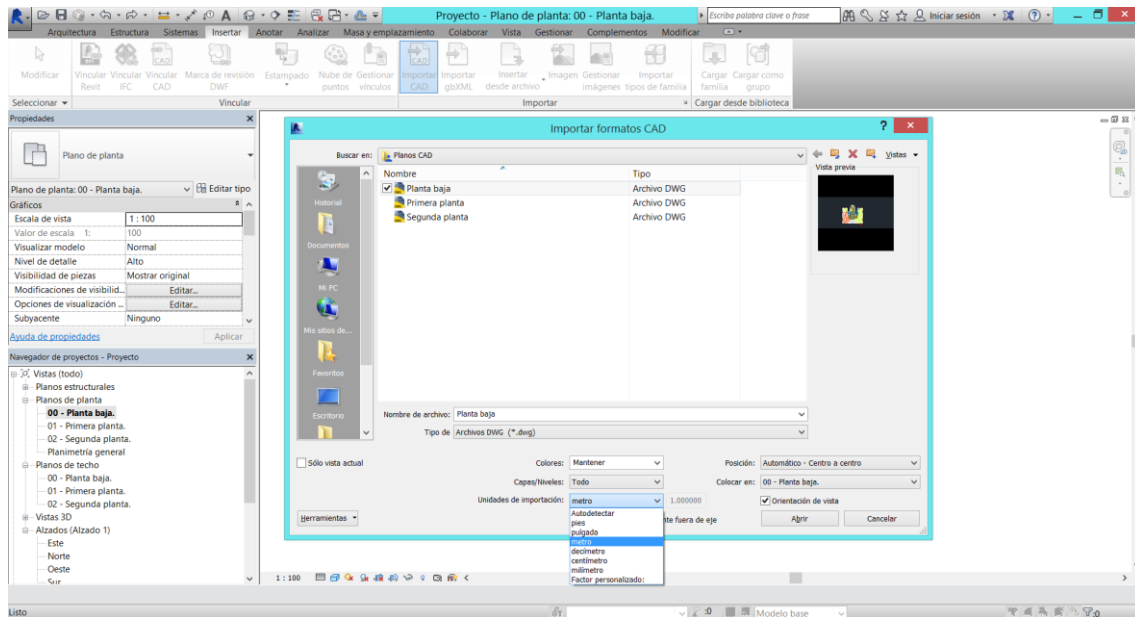 Proyecto - Plano de planta: 00 - Planta baja.
Escriba palabra clave o frase
Iniciar sesión
Arquitectura Estructura Sistemas Insertar Anotar Analizar Masa y emplazamiento Colaborar Vista Gestionar Complementos Modificar
Modificar
Vincular Revit
Vincular IFC
Vincular CAD
Marca de revisión DWF
Estampado
Nube de puntos
Gestionar vínculos
Importar CAD
Importar gbXML
Insertar desde archivo
Imagen
Gestionar imágenes
Importar tipos de familia
Cargar familia
Cargar como grupo
Seleccionar Vincular Importar Cargar desde biblioteca
Propiedades
Plano de planta
Plano de planta: 00 - Planta baja. Editar tipo
Gráficos
Escala de vista 1 : 100
Valor de escala 1: 100
Visualizar modelo Normal
Nivel de detalle Alto
Visibilidad de piezas Mostrar original
Modificaciones de visibilid... Editar...
Opciones de visualización ... Editar...
Subyacente Ninguno
Ayuda de propiedades Aplicar
Navegador de proyectos - Proyecto
Vistas (todo)
Planos estructurales
Planos de planta
00 - Planta baja.
01 - Primera planta.
02 - Segunda planta.
Planimetría general
Planos de techo
00 - Planta baja.
01 - Primera planta.
02 - Segunda planta.
Vistas 3D
Alzados (Alzado 1)
Este
Norte
Oeste
Sur
Importar formatos CAD
Buscar en: Planos CAD
Vistas
Nombre Tipo
Planta baja Archivo DWG
Primera planta Archivo DWG
Segunda planta Archivo DWG
Vista previa
Historial
Documentos
Mi PC
Mis sitios de...
Favoritos
Escritorio
Nombre de archivo: Planta baja
Tipo de Archivos DWG (*.dwg)
Sólo vista actual
Colores: Mantener
Posición: Automático - Centro a centro
Capas/Niveles: Todo
Colocar en: 00 - Planta baja.
Unidades de importación: metro 1.000000
Orientación de vista
Autodetectar
pies
pulgada
metro
decímetro
centímetro
milímetro
Factor personalizado:
te fuera de eje
Herramientas
Abrir Cancelar
1 : 100
Listo
:0
Modelo base
:0